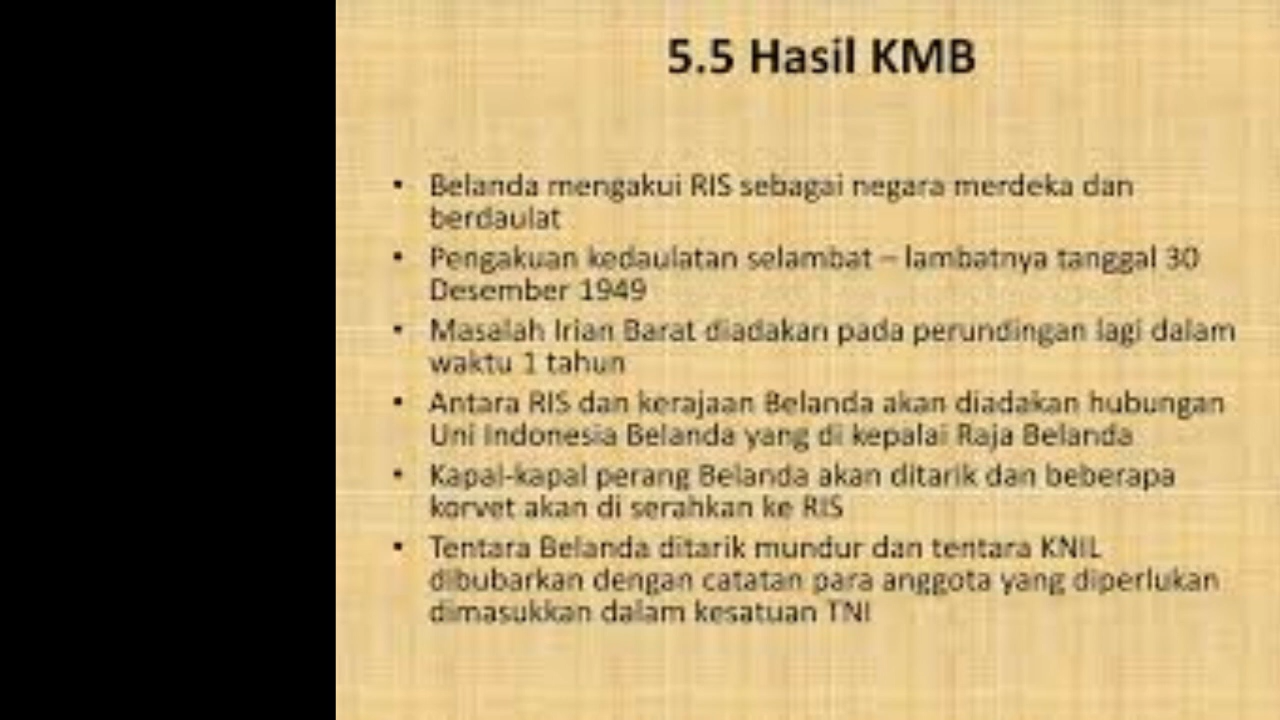 5.5 Hasil KMB
• Belanda mengakui RIS sebagai negara merdeka dan
berdaulat
• Pengakuan kedaulatan selambat – lambatnya tanggal 30
Desember 1949
• Masalah Irian Barat diadakan pada perundingan lagi dalam
waktu 1 tahun
• Antara RIS dan kerajaan Belanda akan diadakan hubungan
Uni Indonesia Belanda yang di kepalai Raja Belanda
• Kapal-kapal perang Belanda akan ditarik dan beberapa
korvet akan di serahkan ke RIS
• Tentara Belanda ditarik mundur dan tentara KNIL
dibubarkan dengan catatan para anggota yang diperlukan
dimasukkan dalam kesatuan TNI